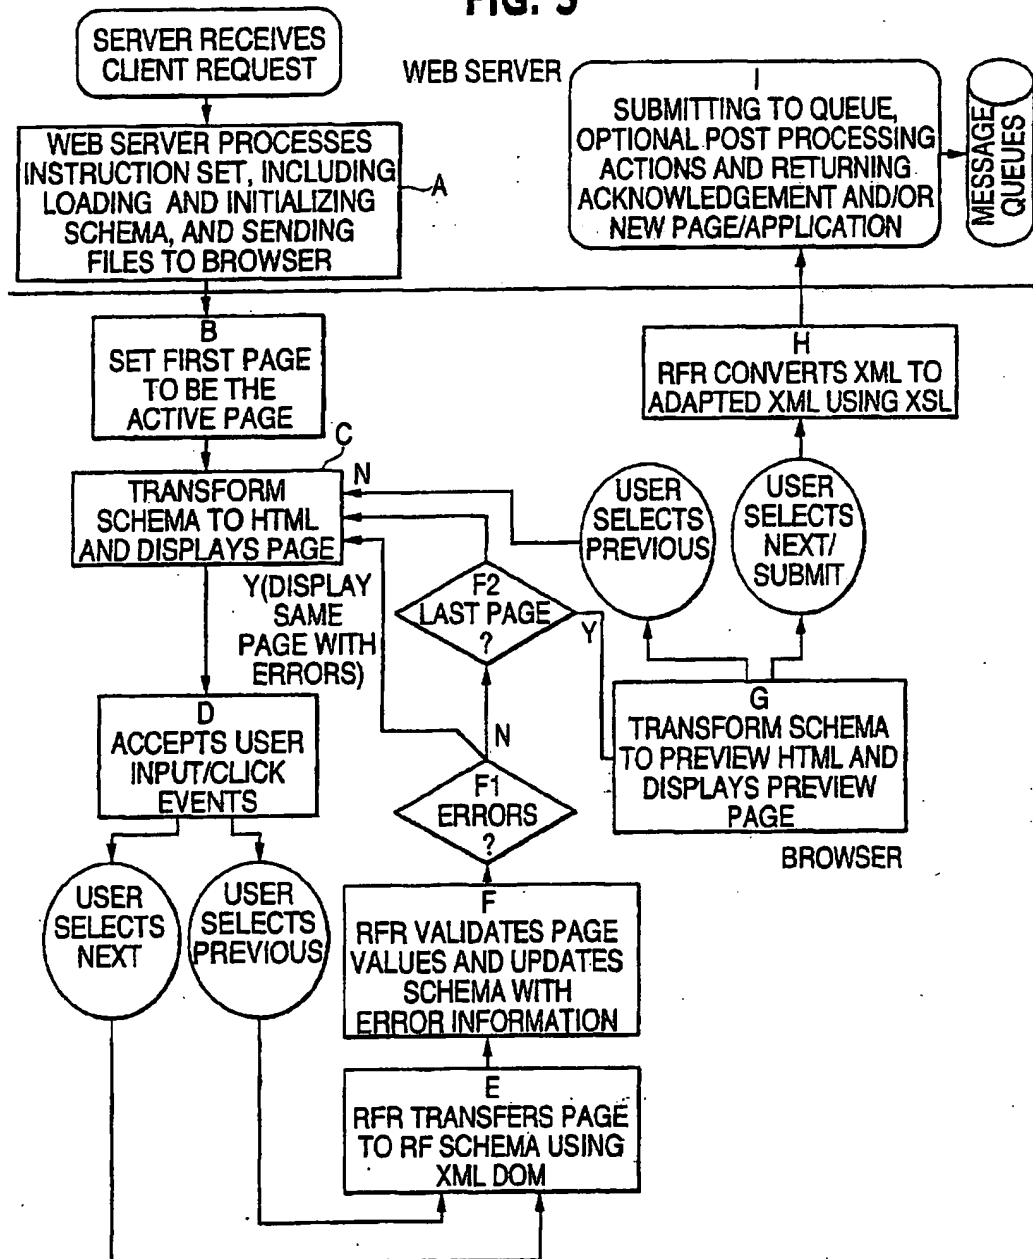 FIG. 5
SERVER RECEIVES
CLIENT REQUEST
WEB SERVER PROCESSES
INSTRUCTION SET, INCLUDING
LOADING AND INITIALIZING
SCHEMA, AND SENDING
FILES TO BROWSER
A
WEB SERVER
I
SUBMITTING TO QUEUE,
OPTIONAL POST PROCESSING
ACTIONS AND RETURNING
ACKNOWLEDGEMENT AND/OR
NEW PAGE/APPLICATION
MESSAGE
QUEUES
B
SET FIRST PAGE
TO BE THE
ACTIVE PAGE
C
TRANSFORM
SCHEMA TO HTML
AND DISPLAYS PAGE
N
Y(DISPLAY
SAME
PAGE WITH
ERRORS)
D
ACCEPTS USER
INPUT/CLICK
EVENTS
USER
SELECTS
NEXT
USER
SELECTS
PREVIOUS
E
RFR TRANSFERS PAGE
TO RF SCHEMA USING
XML DOM
F
RFR VALIDATES PAGE
VALUES AND UPDATES
SCHEMA WITH
ERROR INFORMATION
F1
ERRORS
?
N
F2
LAST PAGE
?
Y
G
TRANSFORM SCHEMA
TO PREVIEW HTML AND
DISPLAYS PREVIEW
PAGE
BROWSER
USER
SELECTS
PREVIOUS
USER
SELECTS
NEXT/
SUBMIT
H
RFR CONVERTS XML TO
ADAPTED XML USING XSL